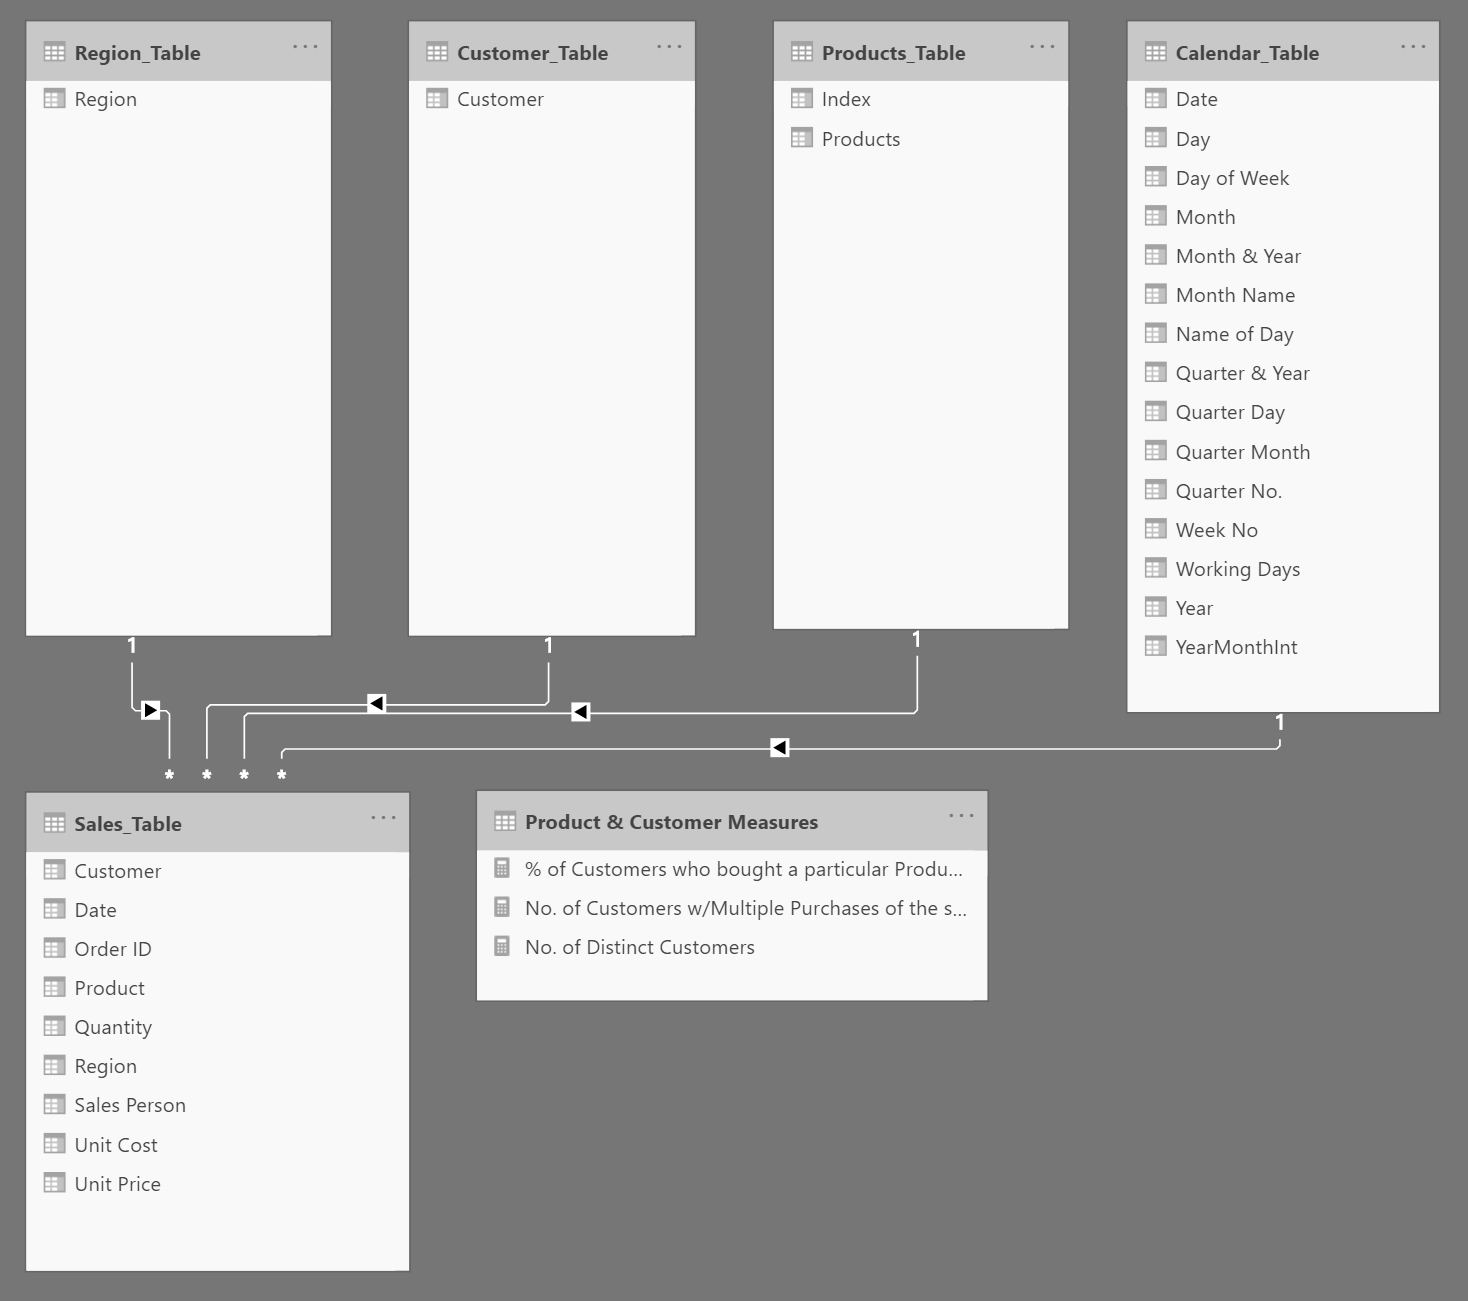 Region_Table
Region
Customer_Table
Customer
Products_Table
Index
Products
Calendar_Table
Date
Day
Day of Week
Month
Month & Year
Month Name
Name of Day
Quarter & Year
Quarter Day
Quarter Month
Quarter No.
Week No
Working Days
Year
YearMonthInt
1
1
1
1
*
*
*
*
Sales_Table
Customer
Date
Order ID
Product
Quantity
Region
Sales Person
Unit Cost
Unit Price
Product & Customer Measures
% of Customers who bought a particular Produ...
No. of Customers w/Multiple Purchases of the s...
No. of Distinct Customers